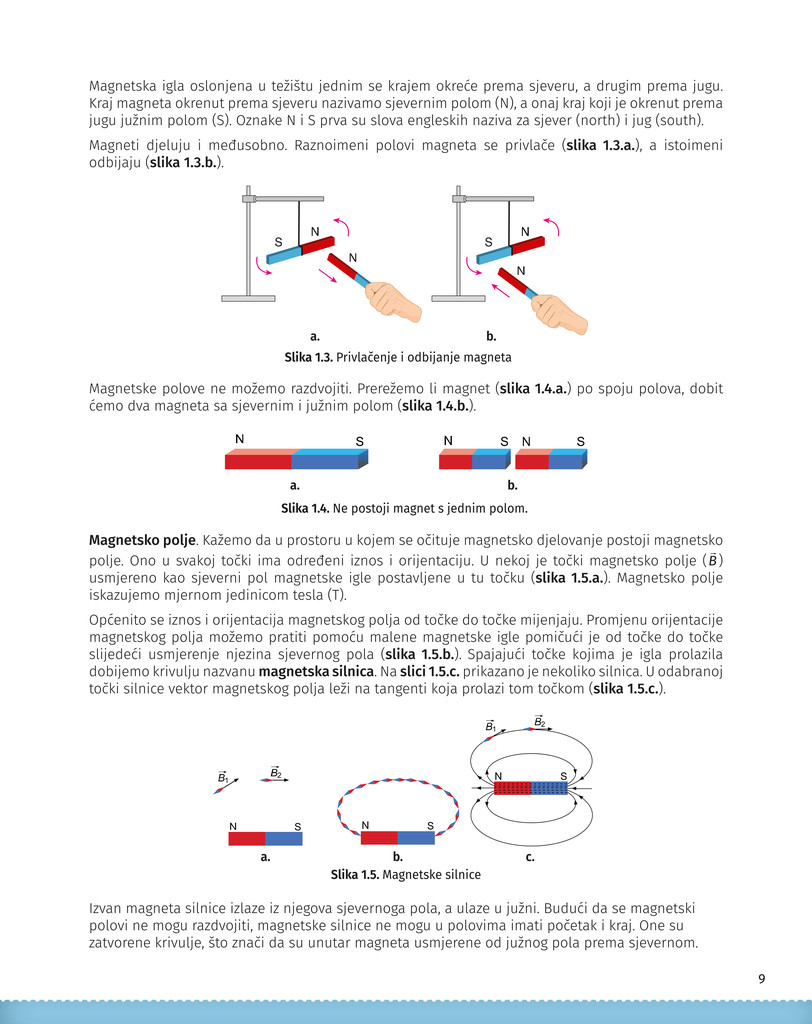 Magnetska igla oslonjena u težištu jednim se krajem okreće prema sjeveru, a drugim prema jugu.
Kraj magneta okrenut prema sjeveru nazivamo sjevernim polom (N), a onaj kraj koji je okrenut prema
jugu južnim polom (S). Oznake N i S prva su slova engleskih naziva za sjever (north) i jug (south).
Magneti djeluju i međusobno. Raznoimeni polovi magneta se privlače (slika 1.3.a.), a istoimeni
odbijaju (slika 1.3.b.).
S N N
S N N
a. b.
Slika 1.3. Privlačenje i odbijanje magneta
Magnetske polove ne možemo razdvojiti. Prerežemo li magnet (slika 1.4.a.) po spoju polova, dobit
ćemo dva magneta sa sjevernim i južnim polom (slika 1.4.b.).
N S N S N S
a. b.
Slika 1.4. Ne postoji magnet s jednim polom.
Magnetsko polje. Kažemo da u prostoru u kojem se očituje magnetsko djelovanje postoji magnetsko
polje. Ono u svakoj točki ima određeni iznos i orijentaciju. U nekoj je točki magnetsko polje (B⃗)
usmjereno kao sjeverni pol magnetske igle postavljene u tu točku (slika 1.5.a.). Magnetsko polje
iskazujemo mjernom jedinicom tesla (T).
Općenito se iznos i orijentacija magnetskog polja od točke do točke mijenjaju. Promjenu orijentacije
magnetskog polja možemo pratiti pomoću malene magnetske igle pomičući je od točke do točke
slijedeći usmjerenje njezina sjevernog pola (slika 1.5.b.). Spajajući točke kojima je igla prolazila
dobijemo krivulju nazvanu magnetska silnica. Na slici 1.5.c. prikazano je nekoliko silnica. U odabranoj
točki silnice vektor magnetskog polja leži na tangenti koja prolazi tom točkom (slika 1.5.c.).
B⃗1 B⃗2
B⃗1 B⃗2
N S
N S N S
a. b. c.
Slika 1.5. Magnetske silnice
Izvan magneta silnice izlaze iz njegova sjevernoga pola, a ulaze u južni. Budući da se magnetski
polovi ne mogu razdvojiti, magnetske silnice ne mogu u polovima imati početak i kraj. One su
zatvorene krivulje, što znači da su unutar magneta usmjerene od južnog pola prema sjevernom.
9